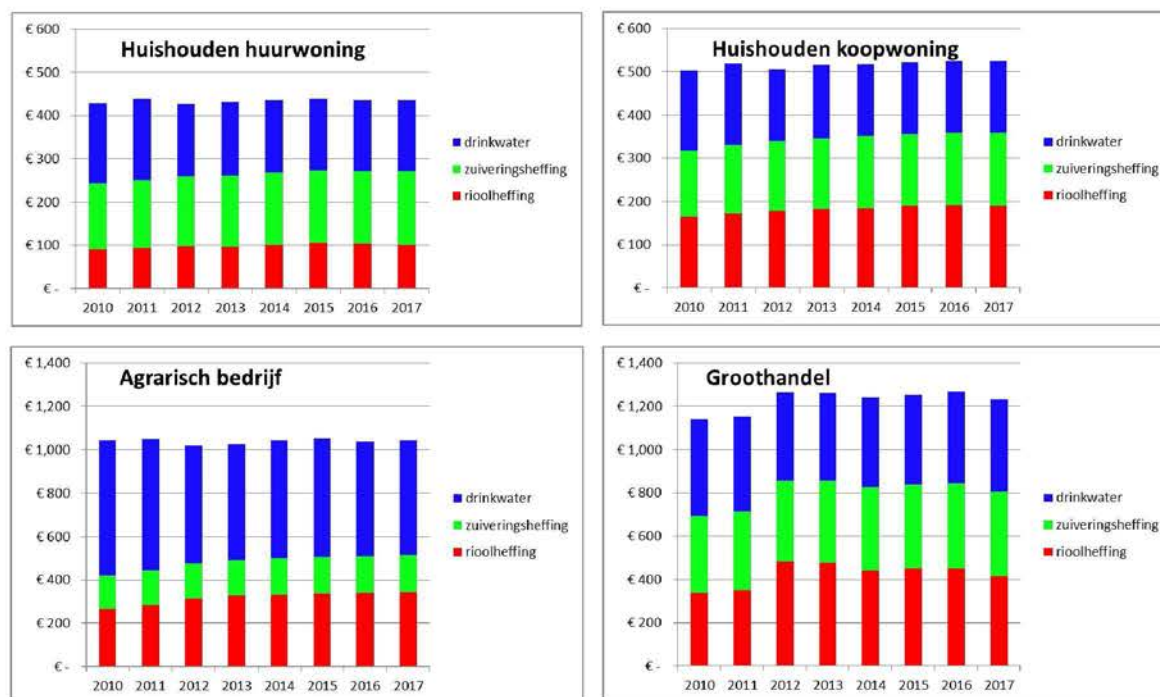 Huishouden huurwoning
€ 600
€ 500
€ 400
€ 300
€ 200
€ 100
€ -
2010 2011 2012 2013 2014 2015 2016 2017
drinkwater
zuiveringsheffing
rioolheffing
Huishouden koopwoning
€ 600
€ 500
€ 400
€ 300
€ 200
€ 100
€ -
2010 2011 2012 2013 2014 2015 2016 2017
drinkwater
zuiveringsheffing
rioolheffing
Agrarisch bedrijf
€ 1,400
€ 1,200
€ 1,000
€ 800
€ 600
€ 400
€ 200
€ -
2010 2011 2012 2013 2014 2015 2016 2017
drinkwater
zuiveringsheffing
rioolheffing
Groothandel
€ 1,400
€ 1,200
€ 1,000
€ 800
€ 600
€ 400
€ 200
€ -
2010 2011 2012 2013 2014 2015 2016 2017
drinkwater
zuiveringsheffing
rioolheffing